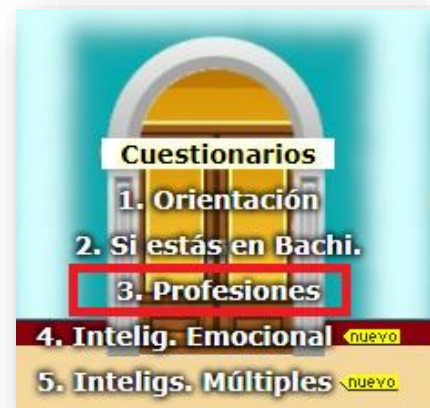 Cuestionarios
1. Orientación
2. Si estás en Bachi.
3. Profesiones
4. Intelig. Emocional nuevo
5. Inteligs. Múltiples nuevo